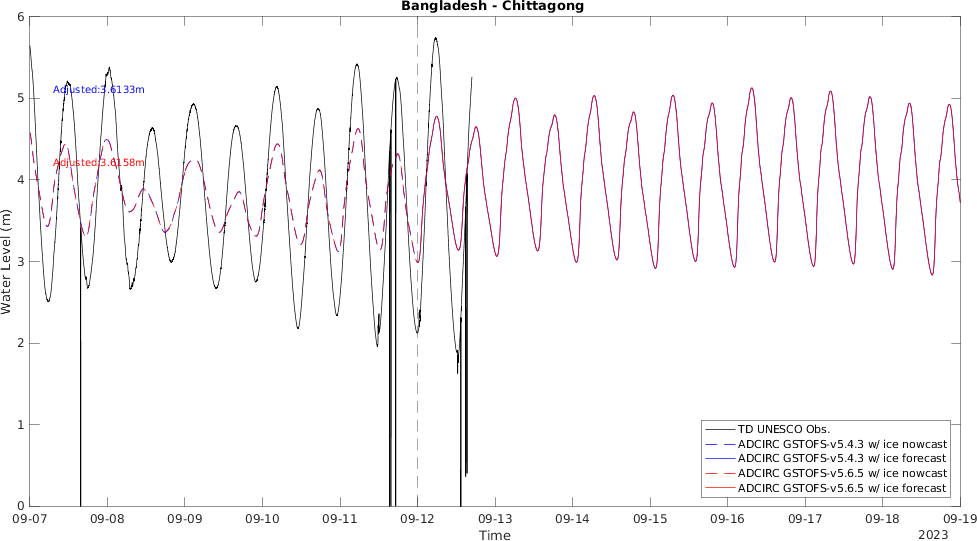 Bangladesh - Chittagong
6
5
4
3
2
1
0
Water Level (m)
Adjusted:3.6133m
Adjusted:3.6158m
TD UNESCO Obs.
ADCIRC GSTOFS-v5.4.3 w/ ice nowcast
ADCIRC GSTOFS-v5.4.3 w/ ice forecast
ADCIRC GSTOFS-v5.6.5 w/ ice nowcast
ADCIRC GSTOFS-v5.6.5 w/ ice forecast
09-07 09-08 09-09 09-10 09-11 09-12 09-13 09-14 09-15 09-16 09-17 09-18 09-19
Time
2023